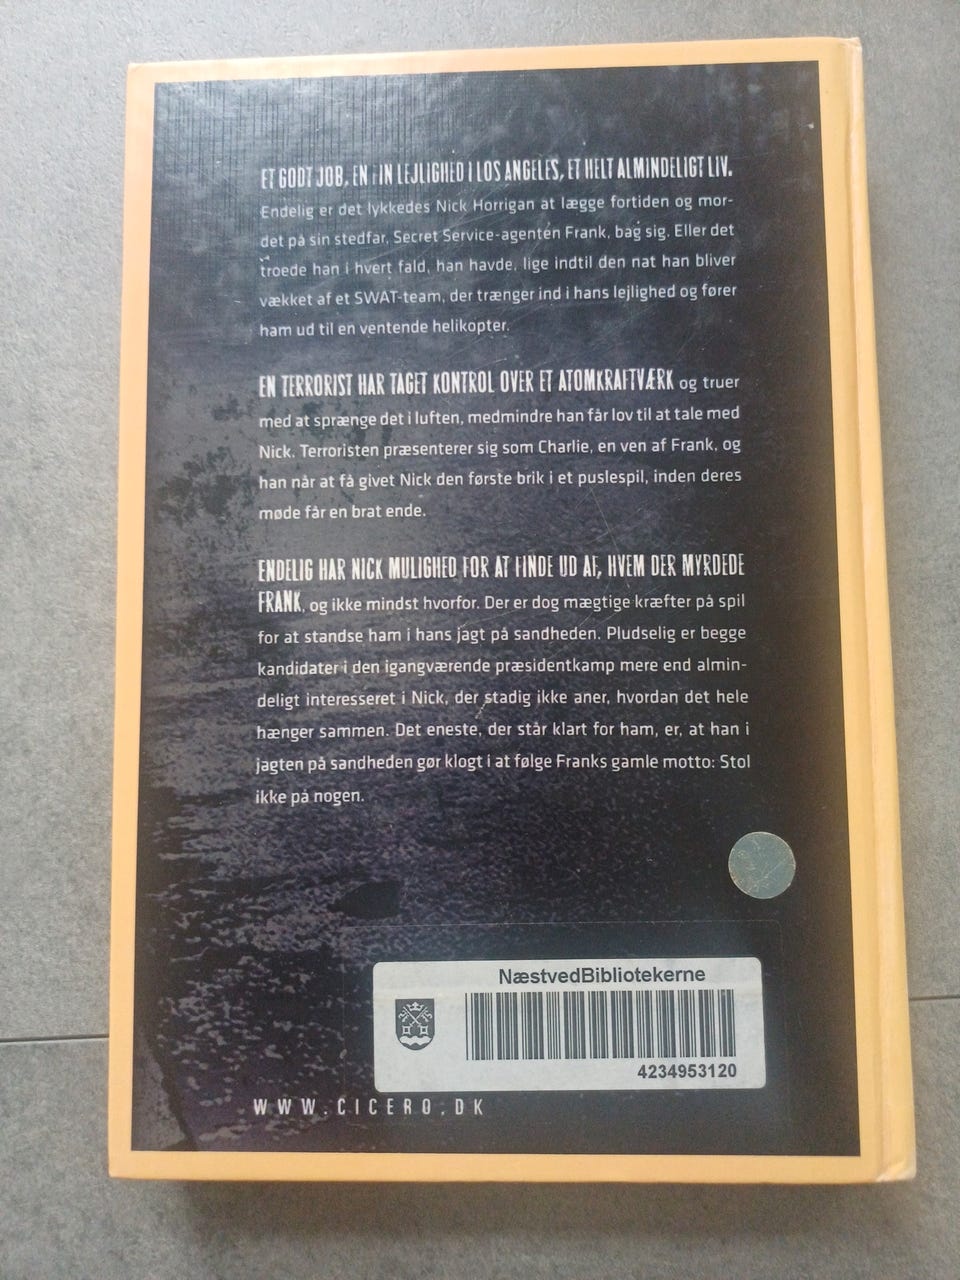 ET GODT JOB, EN FIN LEJLIGHED I LOS ANGELES, ET HELT ALMINDELIGT LIV.
Endelig er det lykkedes Nick Horrigan at lægge fortiden og mor-
det på sin stedfar, Secret Service-agenten Frank, bag sig. Eller det
troede han i hvert fald, han havde, lige indtil den nat han bliver
vækket af et SWAT-team, der trænger ind i hans lejlighed og fører
ham ud til en ventende helikopter.
EN TERRORIST HAR TAGET KONTROL OVER ET ATOMKRAFTVÆRK og truer
med at sprænge det i luften, medmindre han får lov til at tale med
Nick. Terroristen præsenterer sig som Charlie, en ven af Frank, og
han når at få givet Nick den første brik i et puslespil, inden deres
møde får en brat ende.
ENDELIG HAR NICK MULIGHED FOR AT FINDE UD AF, HVEM DER MYRDEDE
FRANK, og ikke mindst hvorfor. Der er dog mægtige kræfter på spil
for at standse ham i hans jagt på sandheden. Pludselig er begge
kandidater i den igangværende præsidentkamp mere end almin-
deligt interesseret i Nick, der stadig ikke aner, hvordan det hele
hænger sammen. Det eneste, der står klart for ham, er, at han i
jagten på sandheden gør klogt i at følge Franks gamle motto: Stol
ikke på nogen.
NæstvedBibliotekerne
4234953120
WWW.CICERO.DK